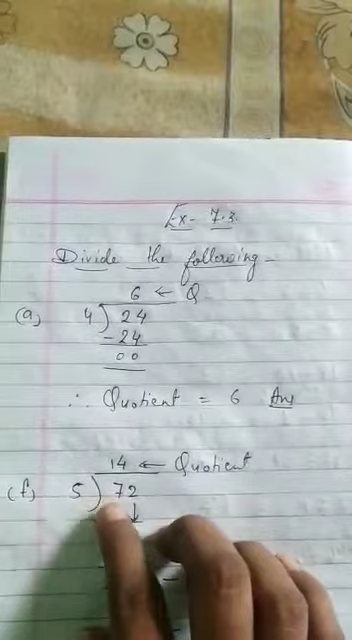 Ex- 7.3.
Divide the following-
6 ← Q
(a) 4) 24
-24
00
∴ Quotient = 6 Ans
14 ← Quotient
(f) 5) 72
↓